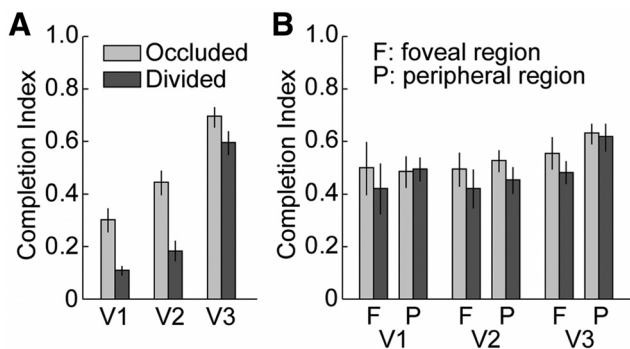 A
Completion Index
1.0
0.8
0.6
0.4
0.2
0
Occluded
Divided
V1 V2 V3
B
Completion Index
1.0
0.8
0.6
0.4
0.2
0
F: foveal region
P: peripheral region
F P F P F P
V1 V2 V3